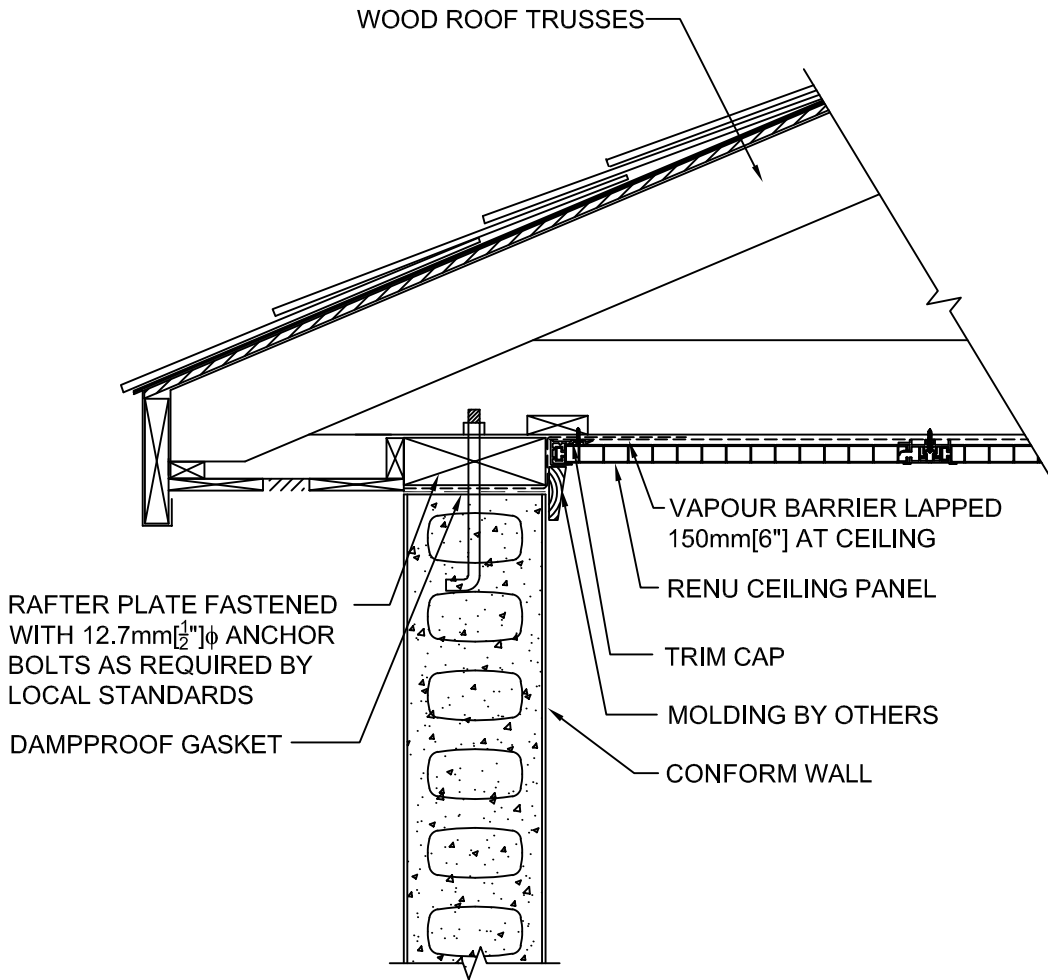 WOOD ROOF TRUSSES
VAPOUR BARRIER LAPPED
150mm[6"] AT CEILING
RENU CEILING PANEL
TRIM CAP
MOLDING BY OTHERS
CONFORM WALL
RAFTER PLATE FASTENED
WITH 12.7mm[½"]ϕ ANCHOR
BOLTS AS REQUIRED BY
LOCAL STANDARDS
DAMPPROOF GASKET